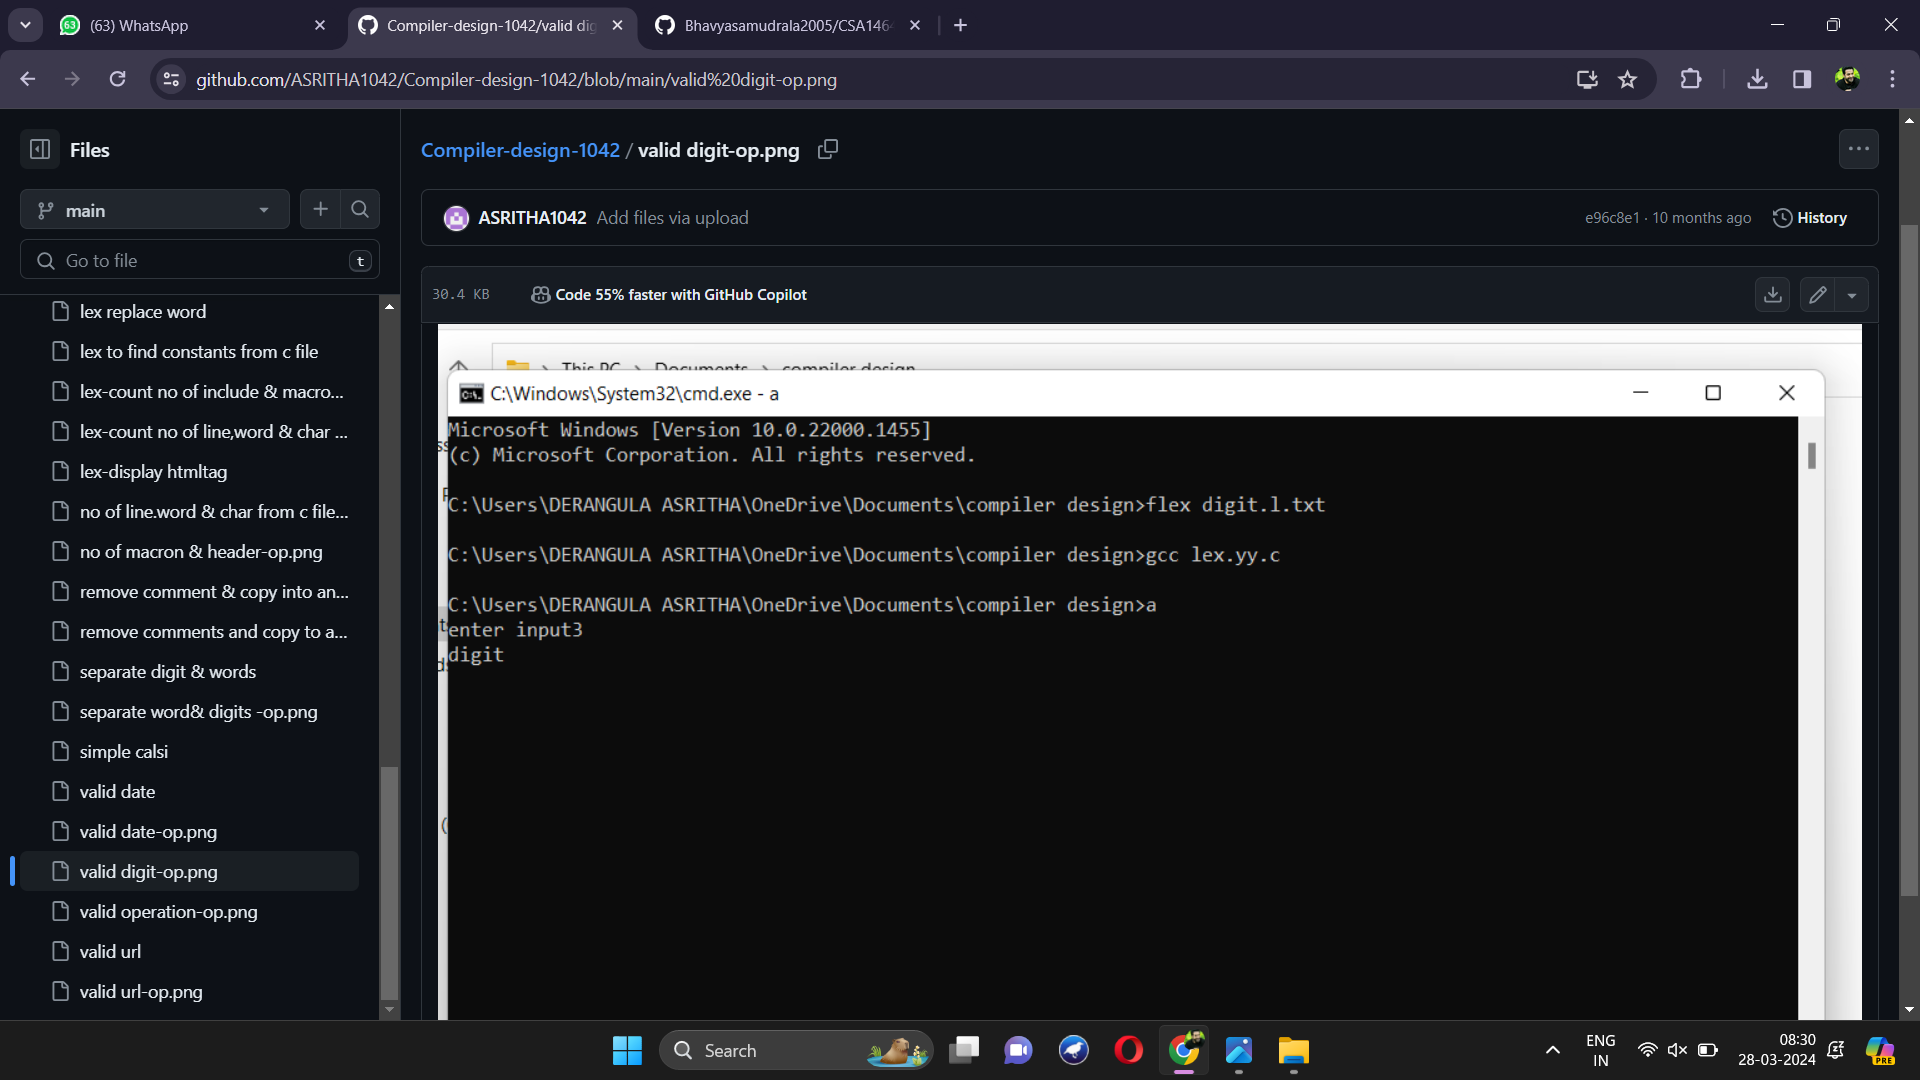 (63) WhatsApp
Compiler-design-1042/valid dig
Bhavyasamudrala2005/CSA1464
github.com/ASRITHA1042/Compiler-design-1042/blob/main/valid%20digit-op.png
Files
main
Go to file
t
lex replace word
lex to find constants from c file
lex-count no of include & macro...
lex-count no of line,word & char ...
lex-display htmltag
no of line.word & char from c file...
no of macron & header-op.png
remove comment & copy into an...
remove comments and copy to a...
separate digit & words
separate word& digits -op.png
simple calsi
valid date
valid date-op.png
valid digit-op.png
valid operation-op.png
valid url
valid url-op.png
Compiler-design-1042 / valid digit-op.png
ASRITHA1042 Add files via upload
e96c8e1 · 10 months ago
History
30.4 KB
Code 55% faster with GitHub Copilot
This PC > Documents > compiler design
C:\Windows\System32\cmd.exe - a
Microsoft Windows [Version 10.0.22000.1455]
(c) Microsoft Corporation. All rights reserved.
C:\Users\DERANGULA ASRITHA\OneDrive\Documents\compiler design>flex digit.l.txt
C:\Users\DERANGULA ASRITHA\OneDrive\Documents\compiler design>gcc lex.yy.c
C:\Users\DERANGULA ASRITHA\OneDrive\Documents\compiler design>a
enter input3
digit
Search
ENG
IN
08:30
28-03-2024
PRE